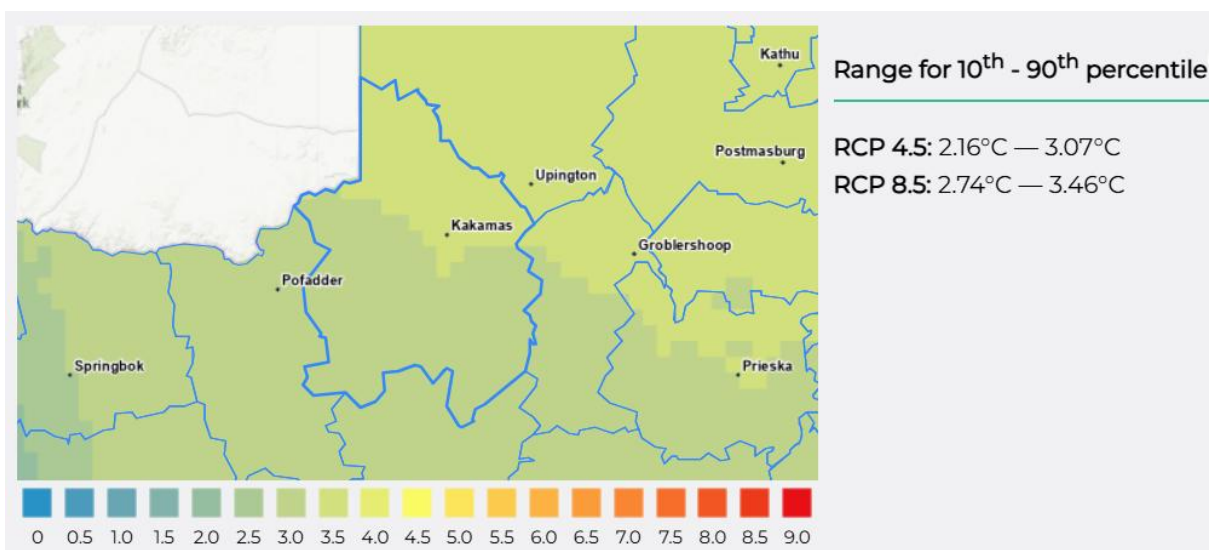 Kathu
Postmasburg
Upington
Kakamas
Groblershoop
Pofadder
Springbok
Prieska
0 0.5 1.0 1.5 2.0 2.5 3.0 3.5 4.0 4.5 5.0 5.5 6.0 6.5 7.0 7.5 8.0 8.5 9.0
Range for 10th - 90th percentile
RCP 4.5: 2.16°C — 3.07°C
RCP 8.5: 2.74°C — 3.46°C